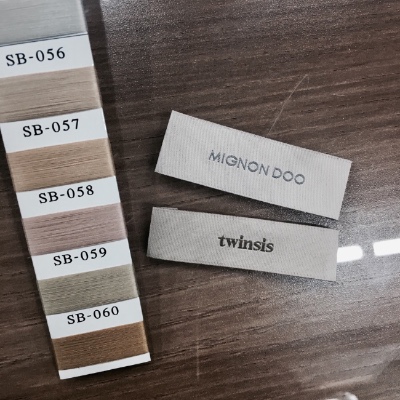 SB-056
SB-057
SB-058
SB-059
SB-060
MIGNON DOO
twinsis